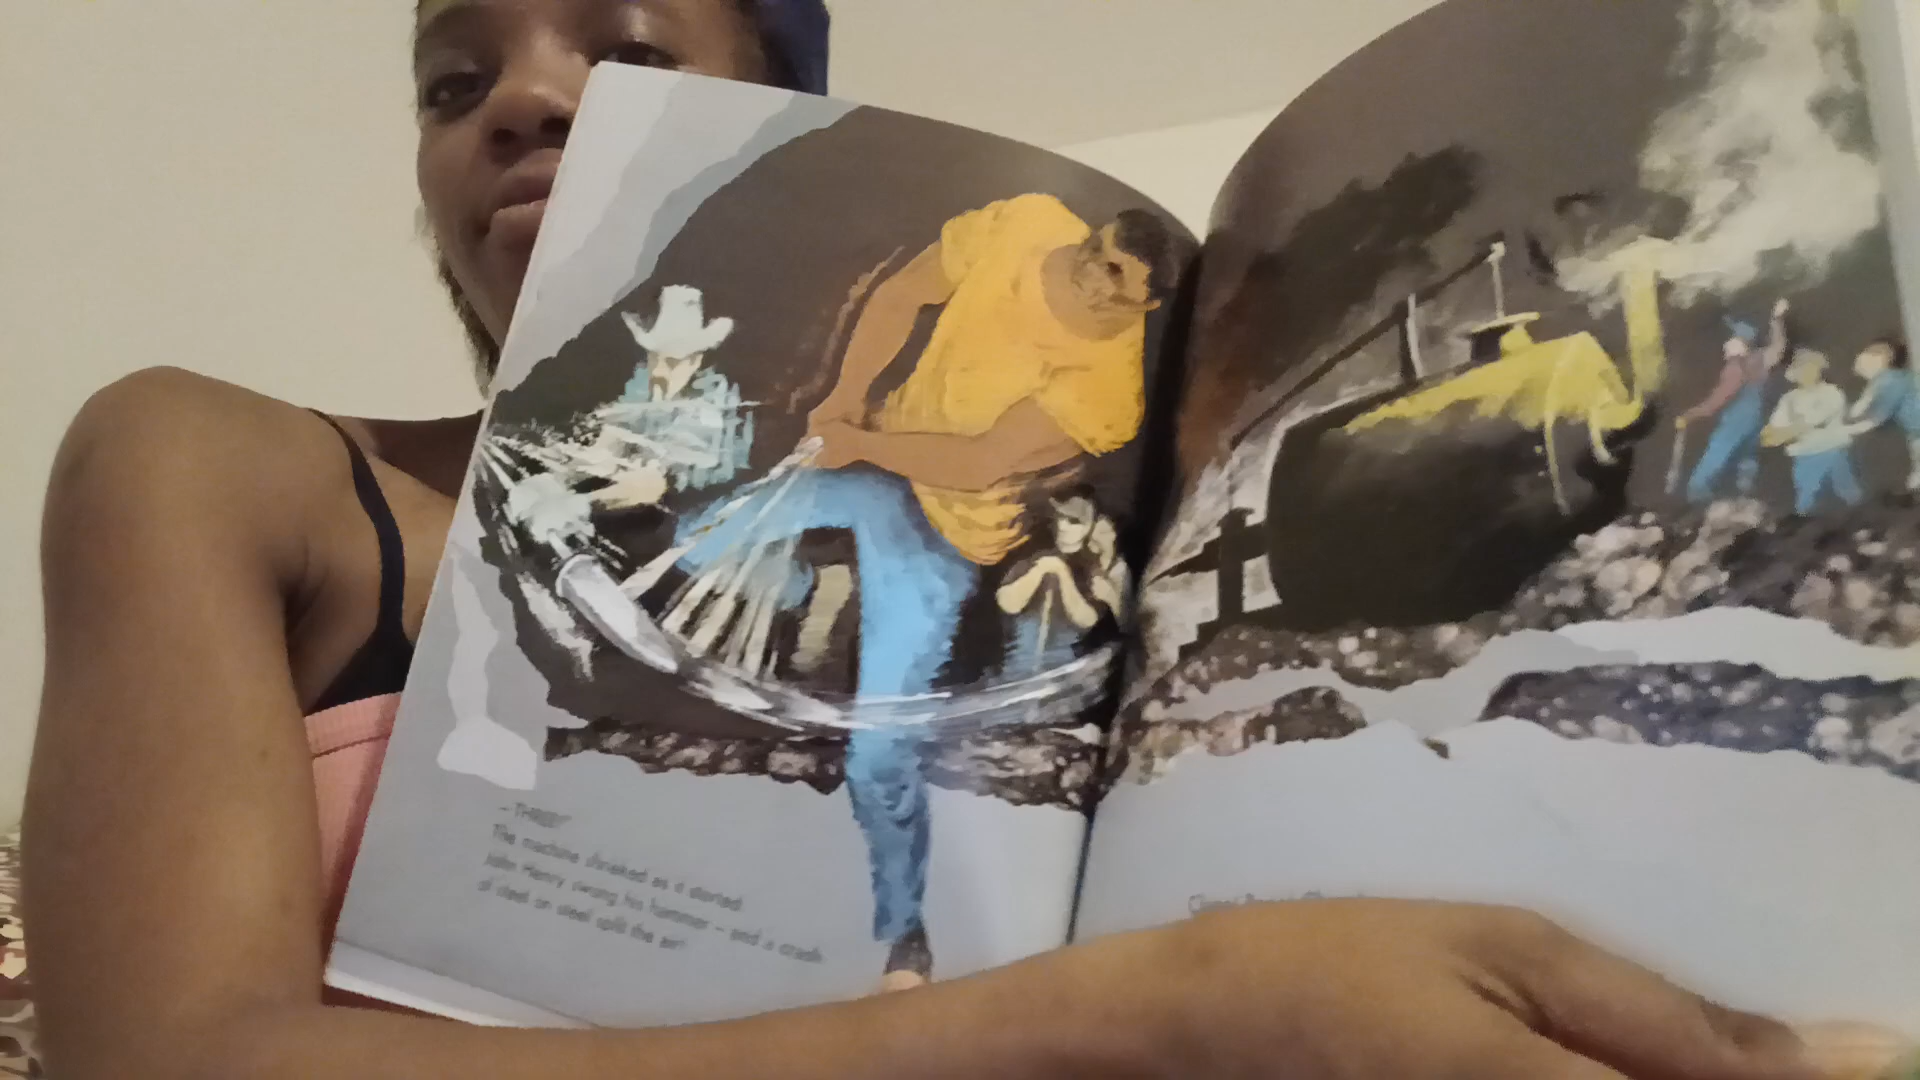 – THREE!"
The machine shrieked as it started.
John Henry swung his hammer – and a crash
of steel on steel split the air!